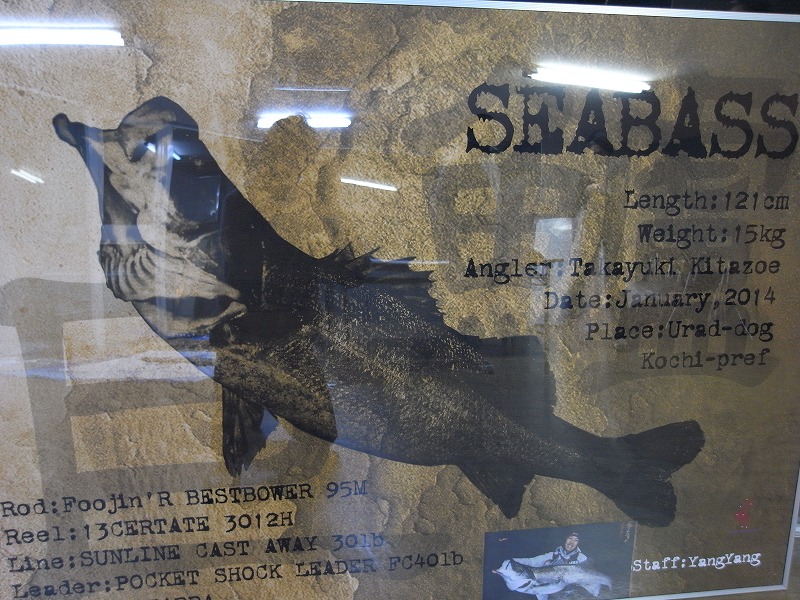 SEABASS
Length:121cm
Weight:15kg
Angler:Takayuki Kitazoe
Date:January,2014
Place:Urad-dog
Kochi-pref
Rod:Foojin'R BESTBOWER 95M
Reel:13CERTATE 3012H
Line:SUNLINE CAST AWAY 30lb
Leader:POCKET SHOCK LEADER FC40lb
Staff:YangYang